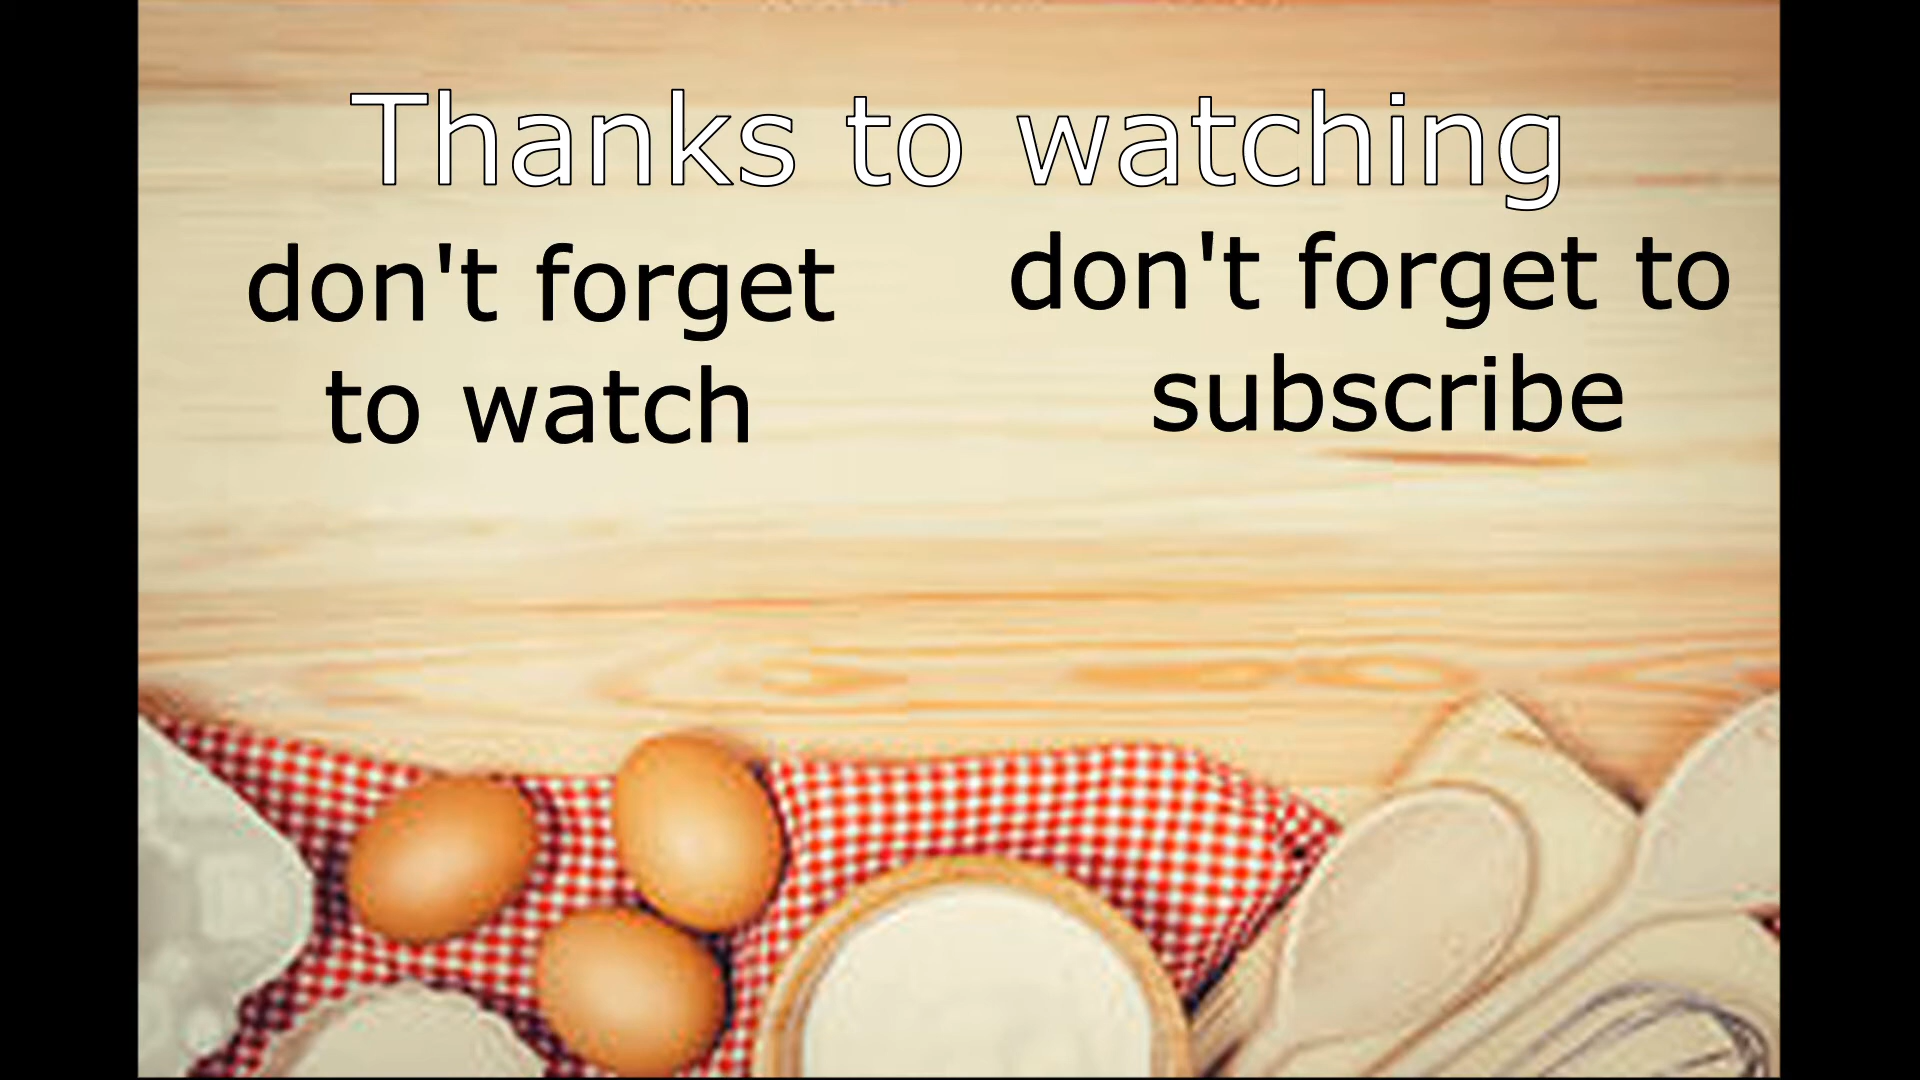 Thanks to watching
don't forget
to watch
don't forget to
subscribe